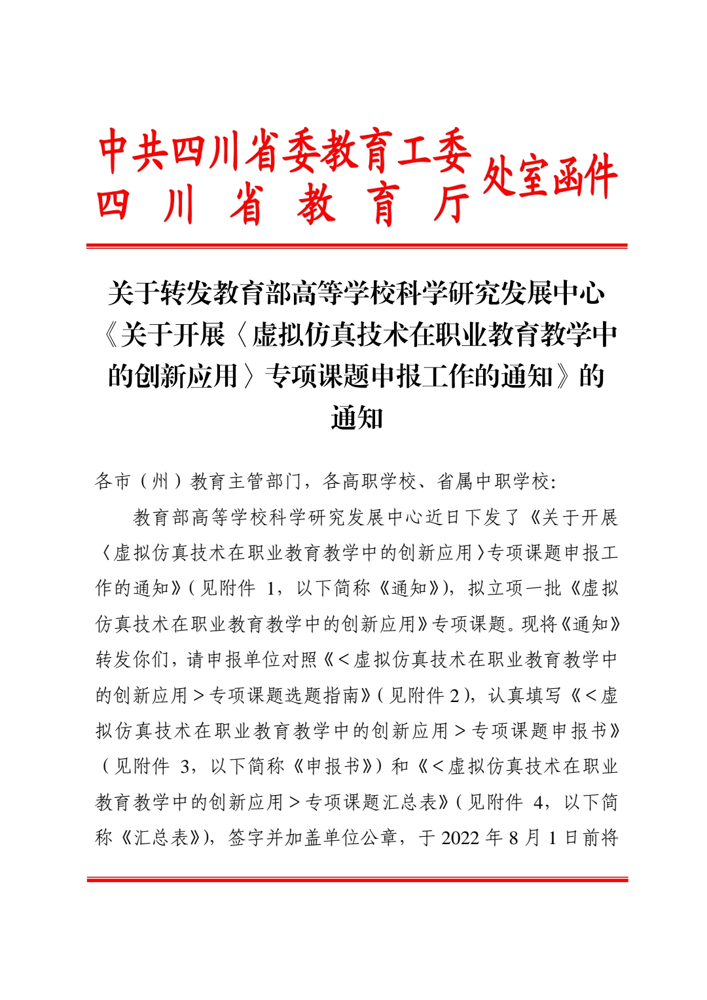 中共四川省委教育工委
四川省教育厅
处室函件
关于转发教育部高等学校科学研究发展中心
《关于开展〈虚拟仿真技术在职业教育教学中
的创新应用〉专项课题申报工作的通知》的
通知
各市（州）教育主管部门，各高职学校、省属中职学校：
教育部高等学校科学研究发展中心近日下发了《关于开展
〈虚拟仿真技术在职业教育教学中的创新应用〉专项课题申报工
作的通知》（见附件 1，以下简称《通知》），拟立项一批《虚拟
仿真技术在职业教育教学中的创新应用》专项课题。现将《通知》
转发你们，请申报单位对照《＜虚拟仿真技术在职业教育教学中
的创新应用＞专项课题选题指南》（见附件 2），认真填写《＜虚
拟仿真技术在职业教育教学中的创新应用＞专项课题申报书》
（见附件 3，以下简称《申报书》）和《＜虚拟仿真技术在职业
教育教学中的创新应用＞专项课题汇总表》（见附件 4，以下简
称《汇总表》），签字并加盖单位公章，于 2022 年 8 月 1 日前将